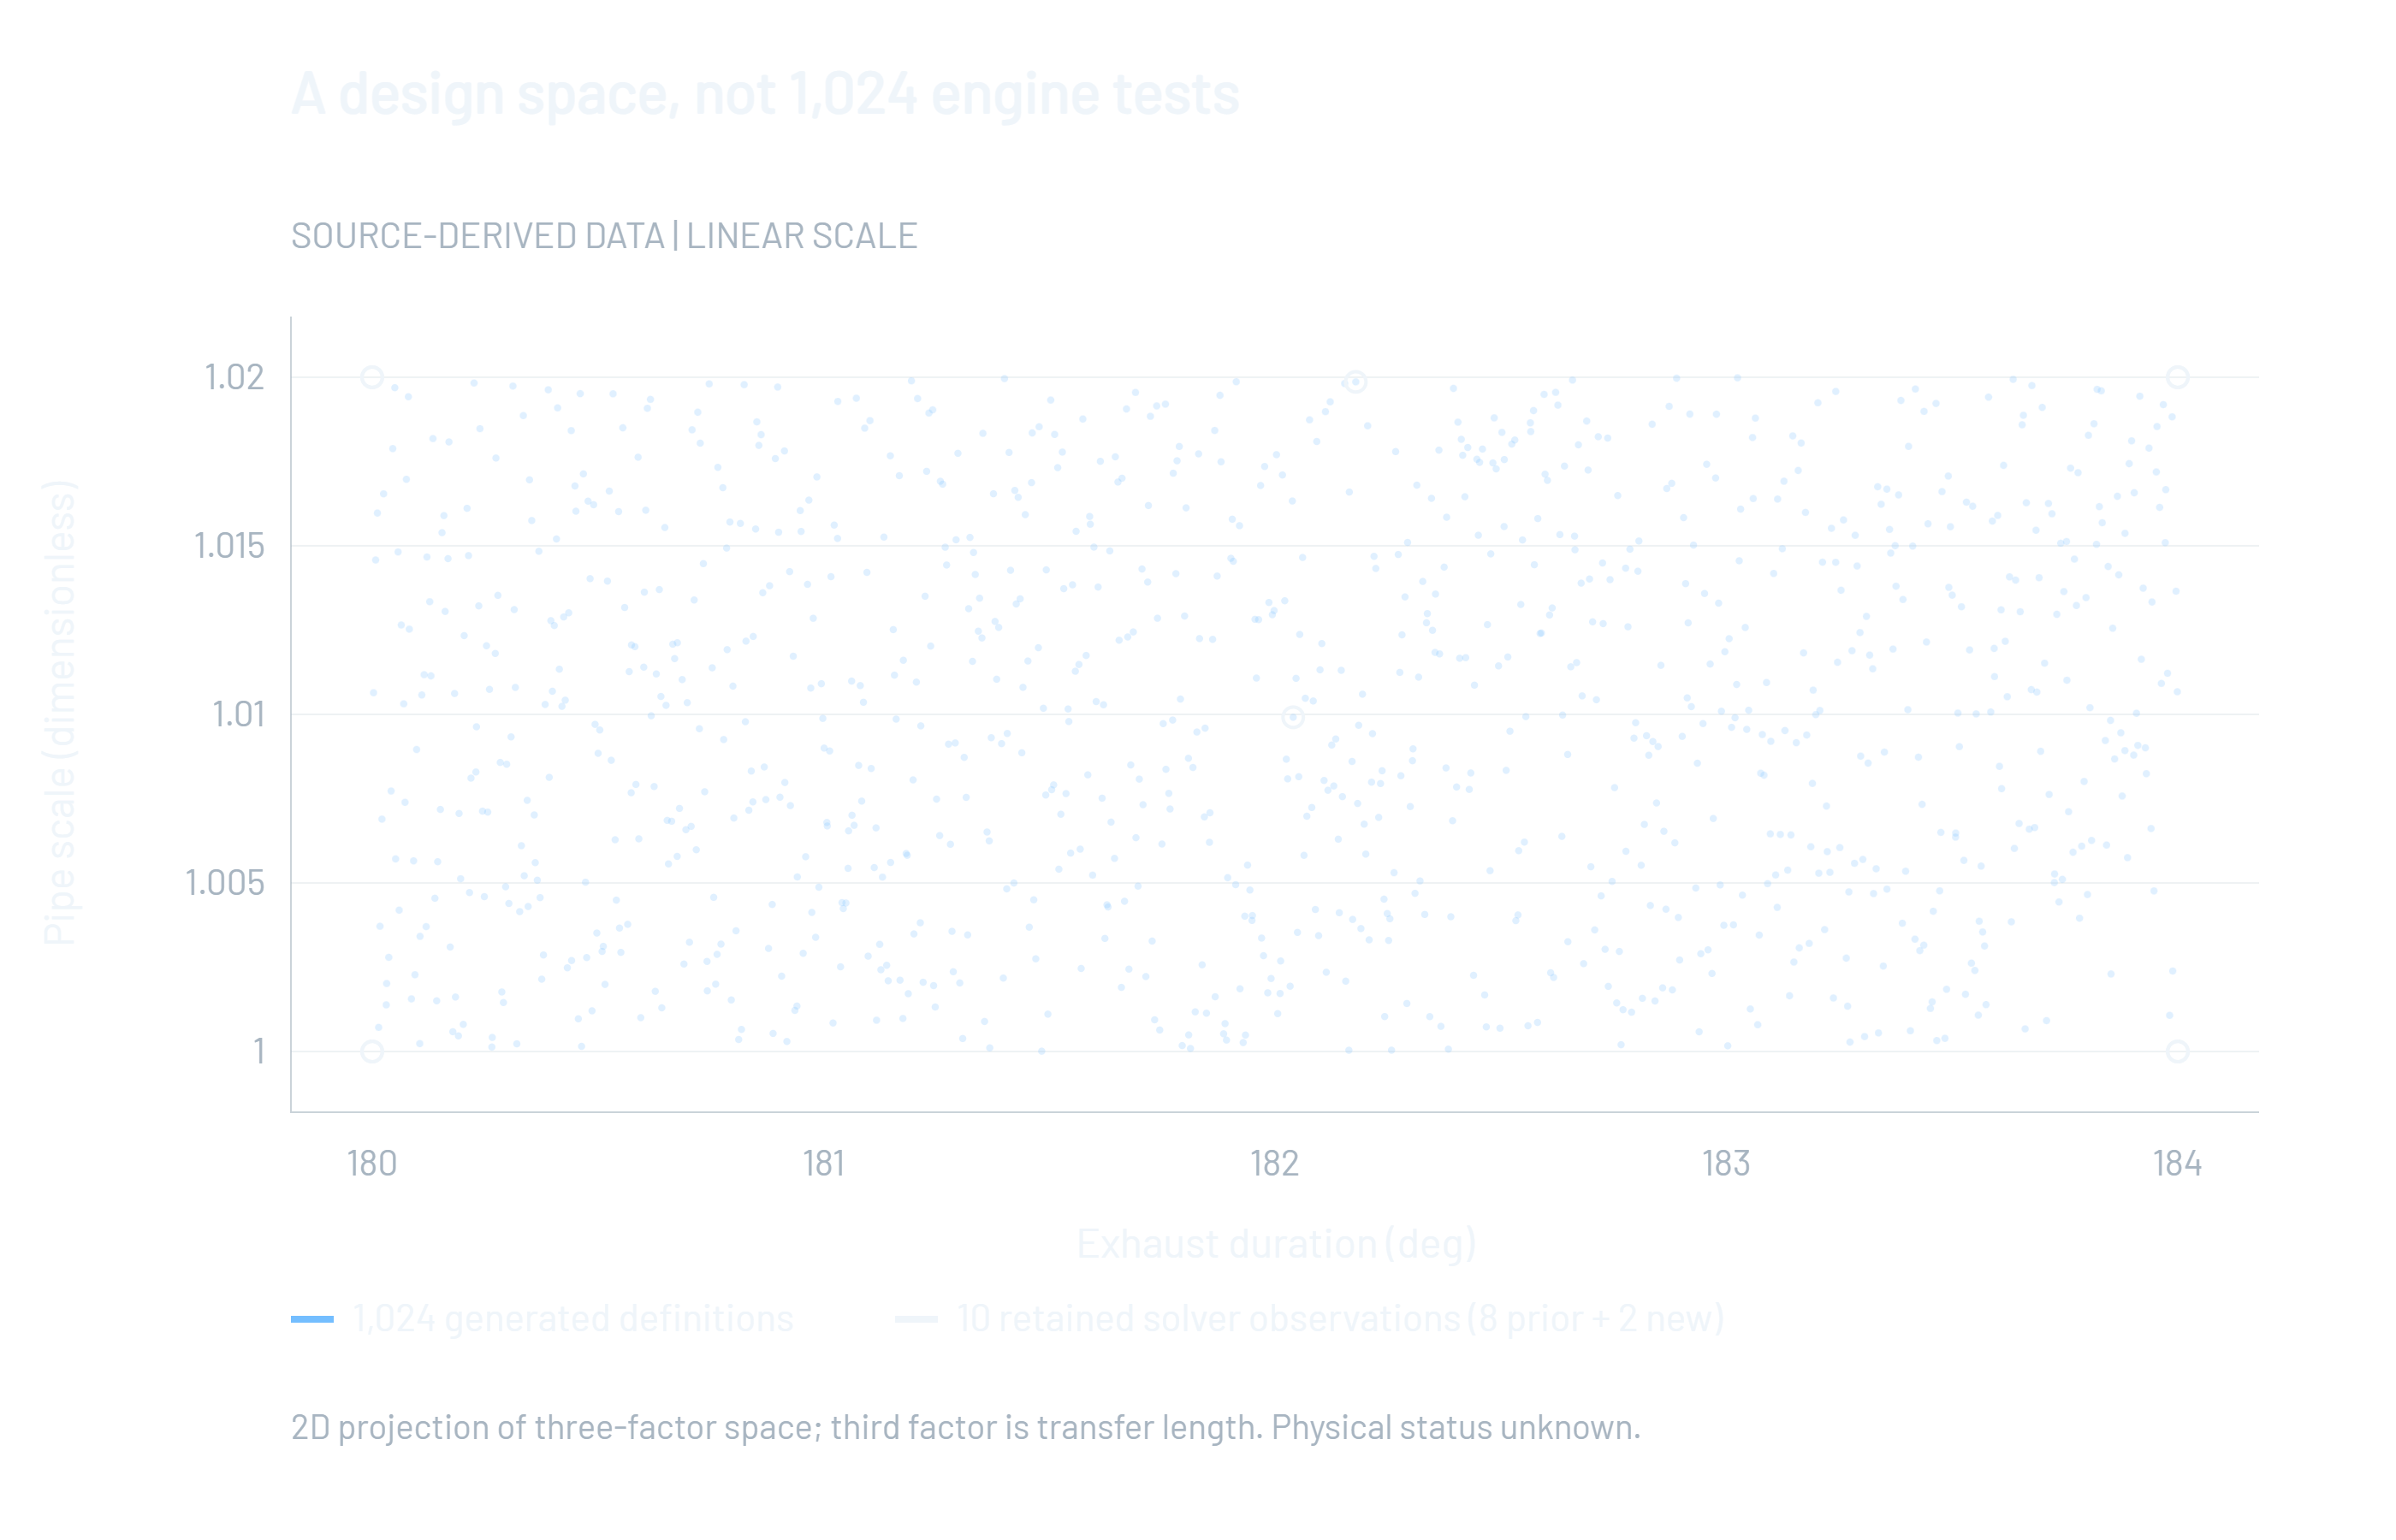 A design space, not 1,024 engine tests
SOURCE-DERIVED DATA | LINEAR SCALE
Pipe scale (dimensionless)
1.02
1.015
1.01
1.005
1
180 181 182 183 184
Exhaust duration (deg)
1,024 generated definitions 10 retained solver observations (8 prior + 2 new)
2D projection of three-factor space; third factor is transfer length. Physical status unknown.